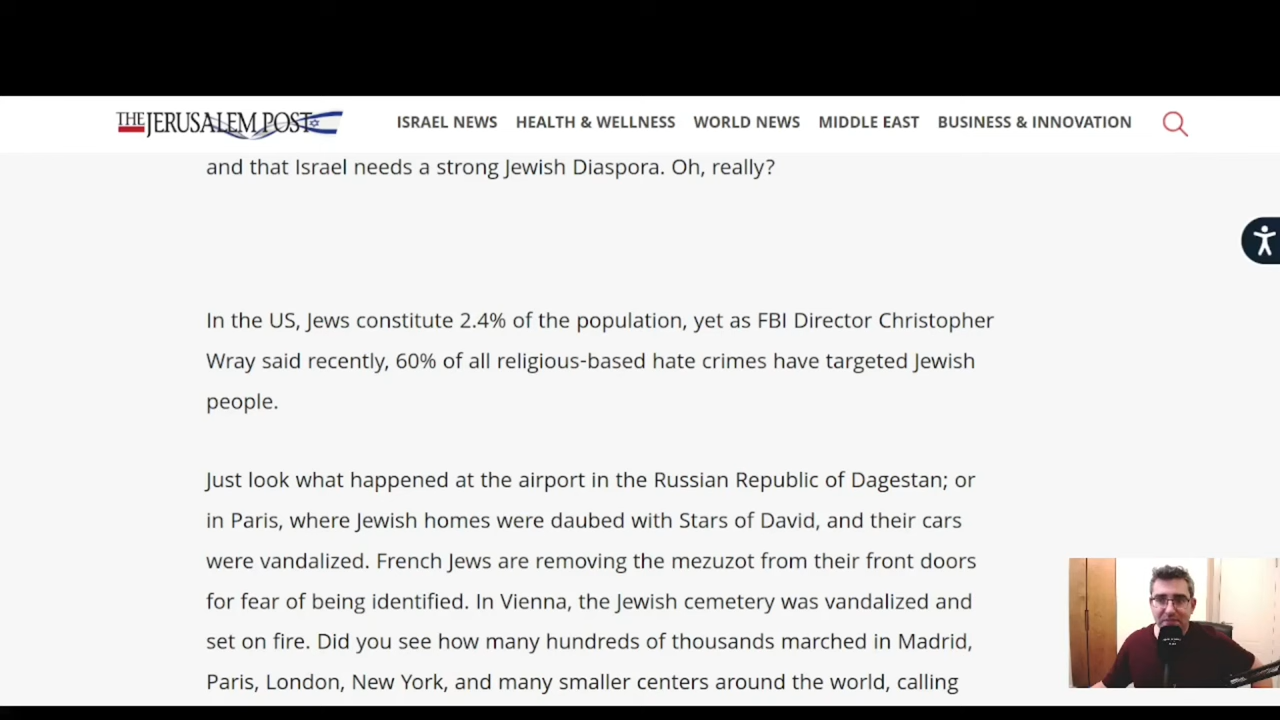 THE JERUSALEM POST
ISRAEL NEWS
HEALTH & WELLNESS
WORLD NEWS
MIDDLE EAST
BUSINESS & INNOVATION
and that Israel needs a strong Jewish Diaspora. Oh, really?
In the US, Jews constitute 2.4% of the population, yet as FBI Director Christopher
Wray said recently, 60% of all religious-based hate crimes have targeted Jewish
people.
Just look what happened at the airport in the Russian Republic of Dagestan; or
in Paris, where Jewish homes were daubed with Stars of David, and their cars
were vandalized. French Jews are removing the mezuzot from their front doors
for fear of being identified. In Vienna, the Jewish cemetery was vandalized and
set on fire. Did you see how many hundreds of thousands marched in Madrid,
Paris, London, New York, and many smaller centers around the world, calling